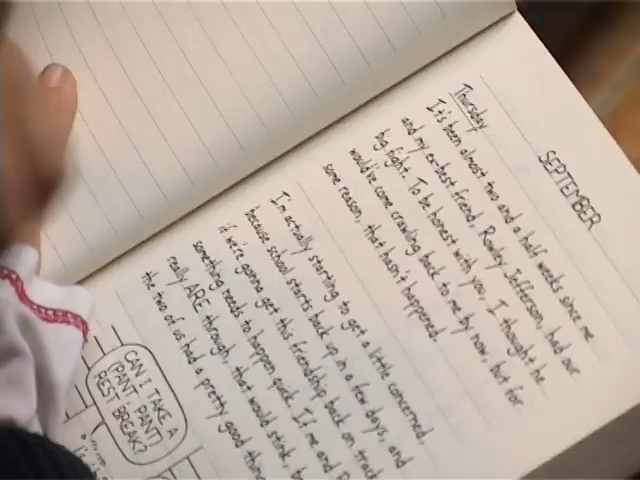 SEPTEMBER
Thursday
It's been almost two and a half weeks since me
and my ex-best friend, Rowley Jefferson, had our
big fight. To be honest with you, I thought he
would've come crawling back to me by now, but for
some reason, that hasn't happened.
I'm actually starting to get a little concerned,
because school starts back up in a few days, and
if we're gonna get this friendship back on track
something needs to happen quick. If me and
really ARE through, that would stink,
the two of us had a pretty good thing
CAN I TAKE A
(PANT, PANT)
REST BREAK?